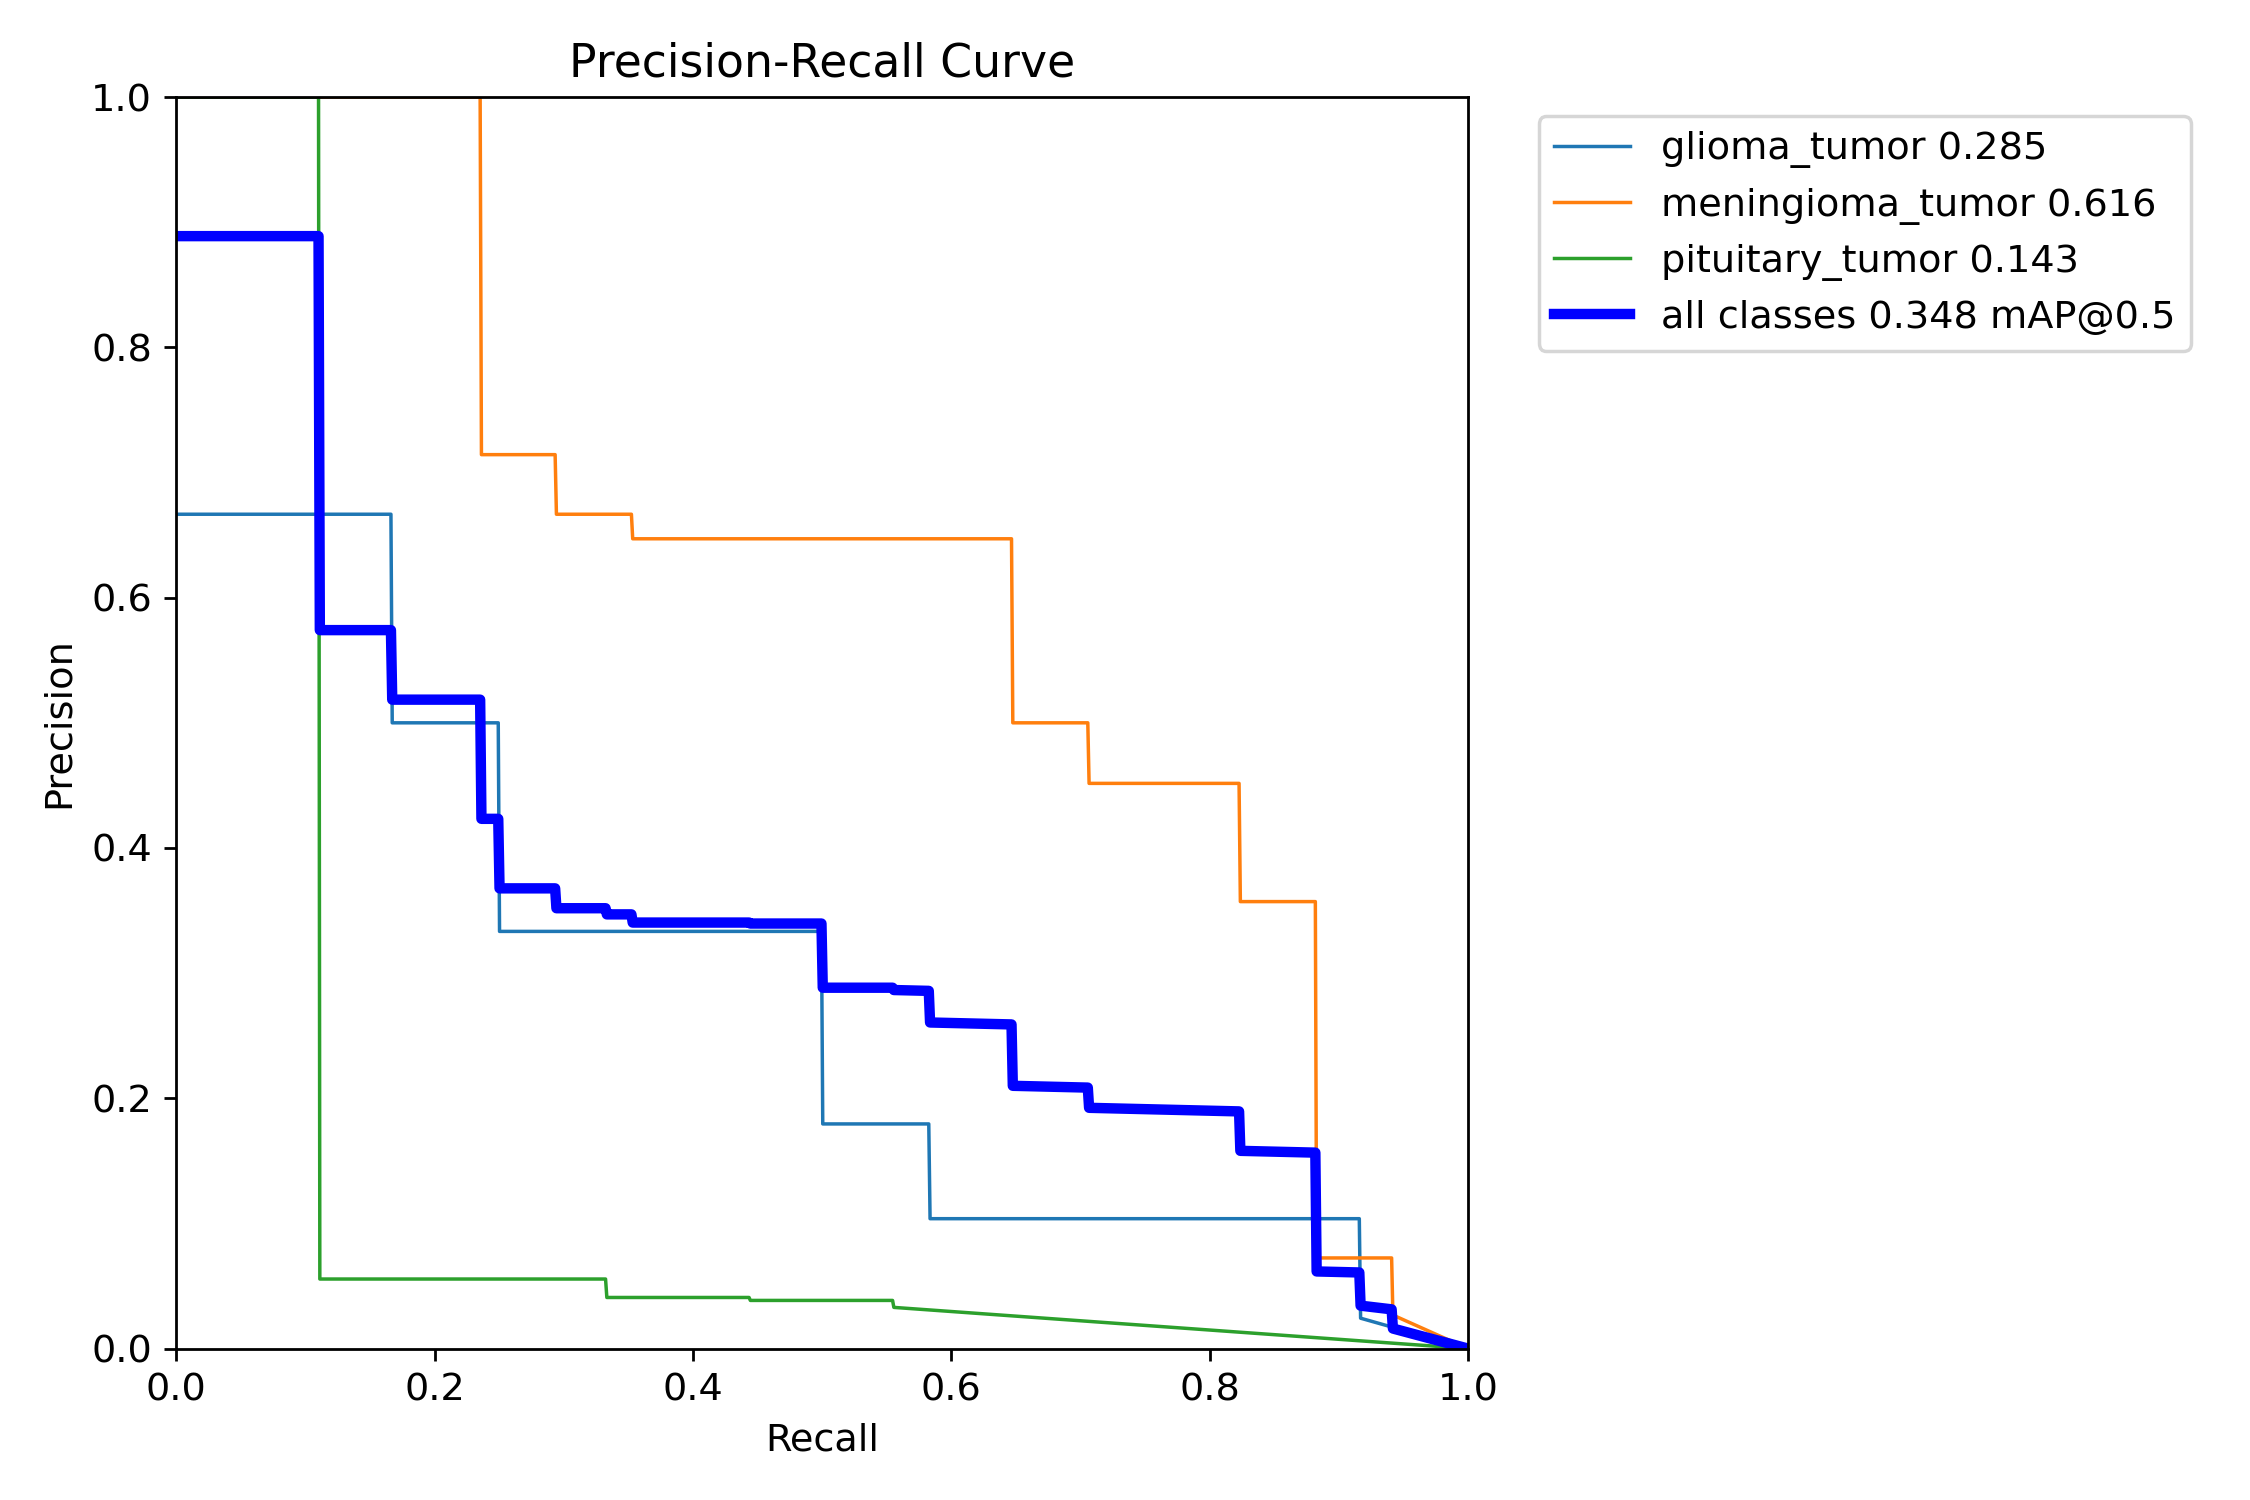 Precision-Recall Curve
1.0
0.8
0.6
0.4
0.2
0.0
Precision
0.0 0.2 0.4 0.6 0.8 1.0
Recall
glioma_tumor 0.285
meningioma_tumor 0.616
pituitary_tumor 0.143
all classes 0.348 mAP@0.5